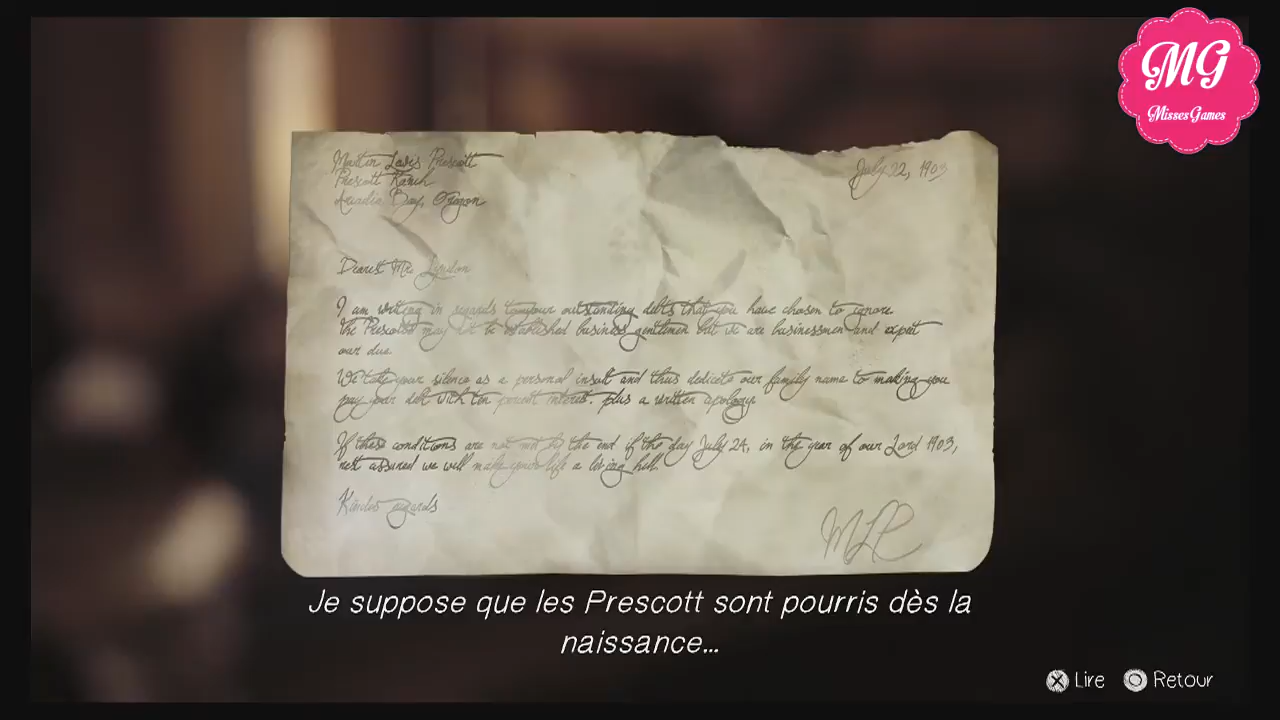 MG
MissesGames
Martin Lewis Prescott
July 22, 1903
Prescott Ranch
Arcadia Bay, Oregon
Dearest Mr. Lyndon
I am writing in regards to your outstanding debts that you have chosen to ignore.
The Prescotts may not be established business gentlemen but we are businessmen and expect
our due.
We take your silence as a personal insult and thus dedicate our family name to making you
pay your debt with ten percent interest. plus a written apology.
If these conditions are not met by the end if the day July 24, in the year of our Lord 1903,
rest assured we will make your life a living hell.
Kindest regards
MLP
Je suppose que les Prescott sont pourris dès la
naissance...
Lire
Retour